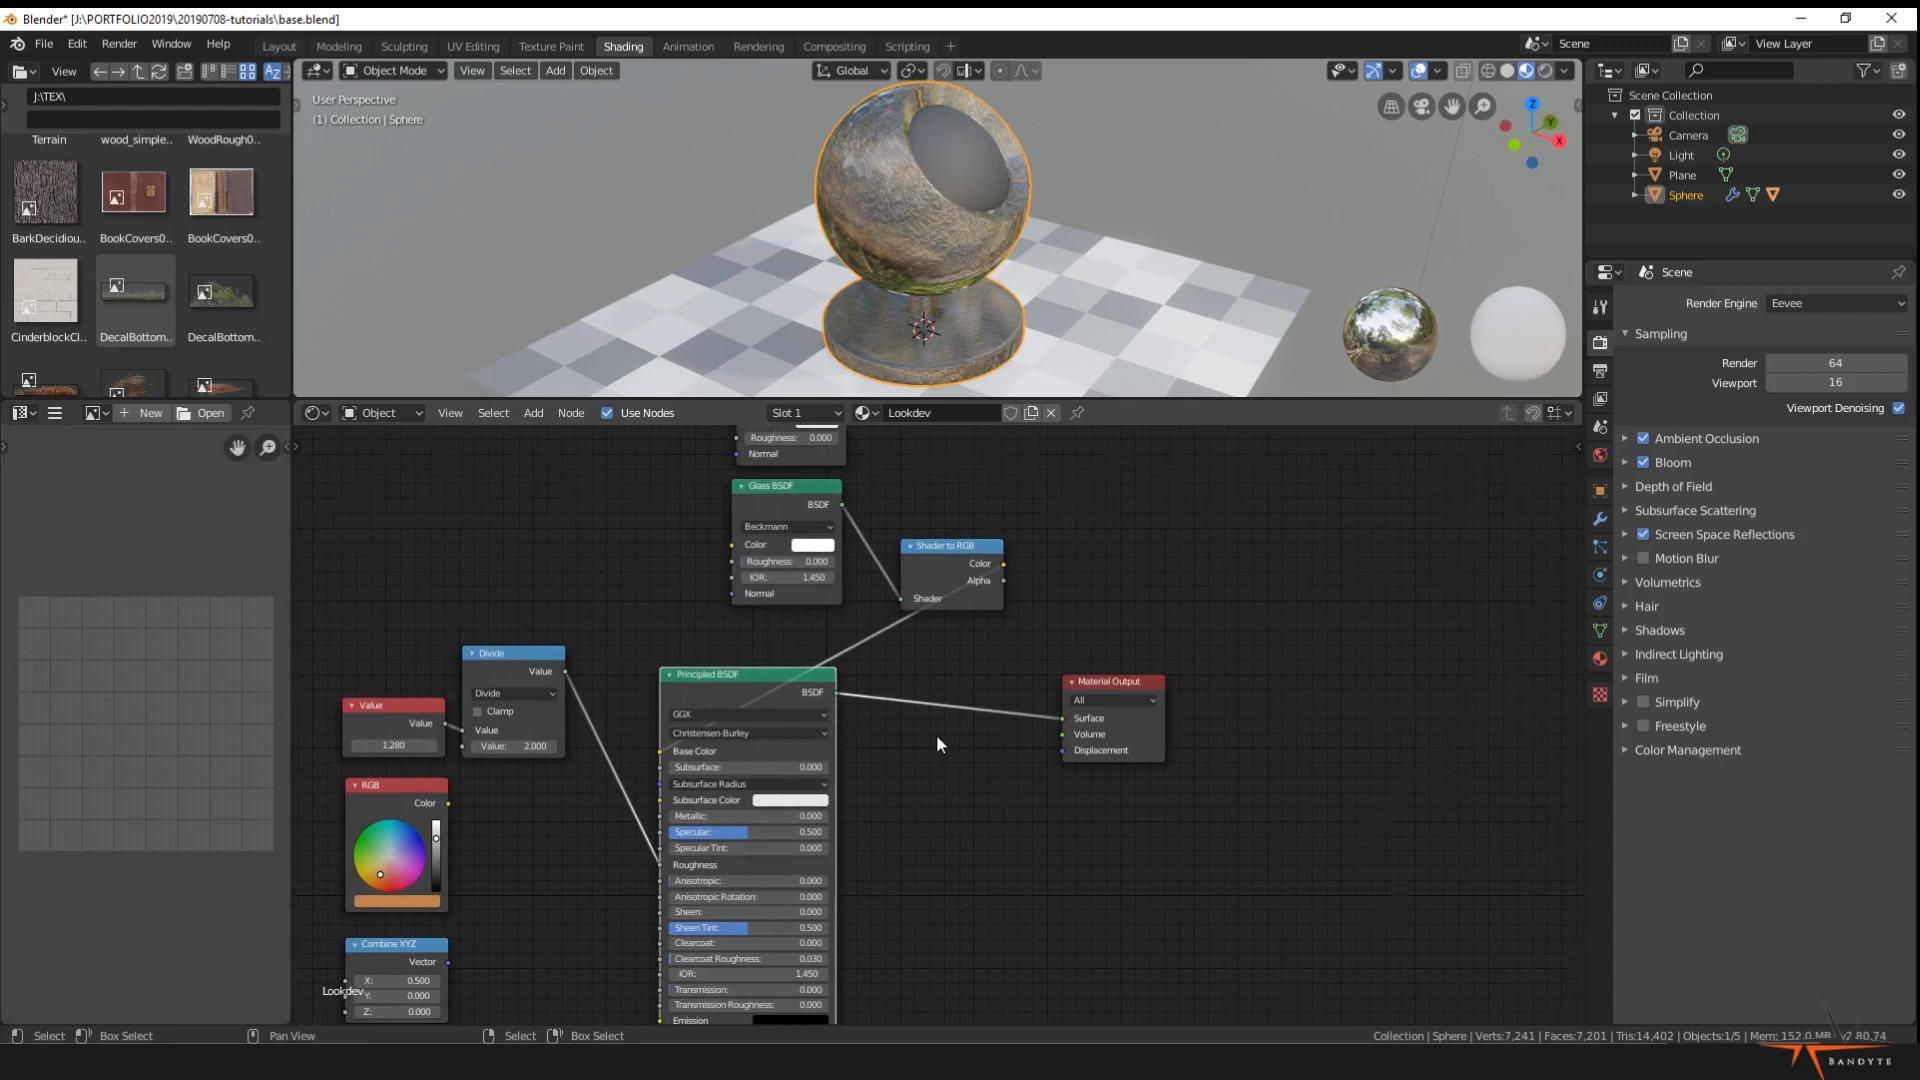 Blender* [J:\PORTFOLIO2019\20190708-tutorials\base.blend]
File Edit Render Window Help Layout Modeling Sculpting UV Editing Texture Paint Shading Animation Rendering Compositing Scripting + Scene View Layer
View
J:\TEX\
Terrain wood_simple.. WoodRough0..
BarkDecidiou.. BookCovers0.. BookCovers0..
CinderblockCl.. DecalBottom.. DecalBottom..
Object Mode View Select Add Object Global
User Perspective
(1) Collection | Sphere
Z
Y
X
Scene Collection
Collection
Camera
Light
Plane
Sphere
Scene
Render Engine Eevee
Sampling
Render 64
Viewport 16
Viewport Denoising
Ambient Occlusion
Bloom
Depth of Field
Subsurface Scattering
Screen Space Reflections
Motion Blur
Volumetrics
Hair
Shadows
Indirect Lighting
Film
Simplify
Freestyle
Color Management
+ New Open
Object View Select Add Node Use Nodes Slot 1 Lookdev
Roughness: 0.000
Normal
Glass BSDF
BSDF
Beckmann
Color
Roughness: 0.000
IOR: 1.450
Normal
Shader to RGB
Color
Alpha
Shader
Divide
Value
Divide
Clamp
Value
Value: 2.000
Value
Value
1.280
RGB
Color
Combine XYZ
Vector
X: 0.500
Y: 0.000
Z: 0.000
Lookdev
Principled BSDF
BSDF
GGX
Christensen-Burley
Base Color
Subsurface: 0.000
Subsurface Radius
Subsurface Color
Metallic: 0.000
Specular: 0.500
Specular Tint: 0.000
Roughness
Anisotropic: 0.000
Anisotropic Rotation: 0.000
Sheen: 0.000
Sheen Tint: 0.500
Clearcoat: 0.000
Clearcoat Roughness: 0.030
IOR: 1.450
Transmission: 0.000
Transmission Roughness: 0.000
Emission
Material Output
All
Surface
Volume
Displacement
Select Box Select Pan View Select Box Select Collection | Sphere | Verts:7,241 | Faces:7,201 | Tris:14,402 | Objects:1/5 | Mem: 152.0 MB
BANDYTE